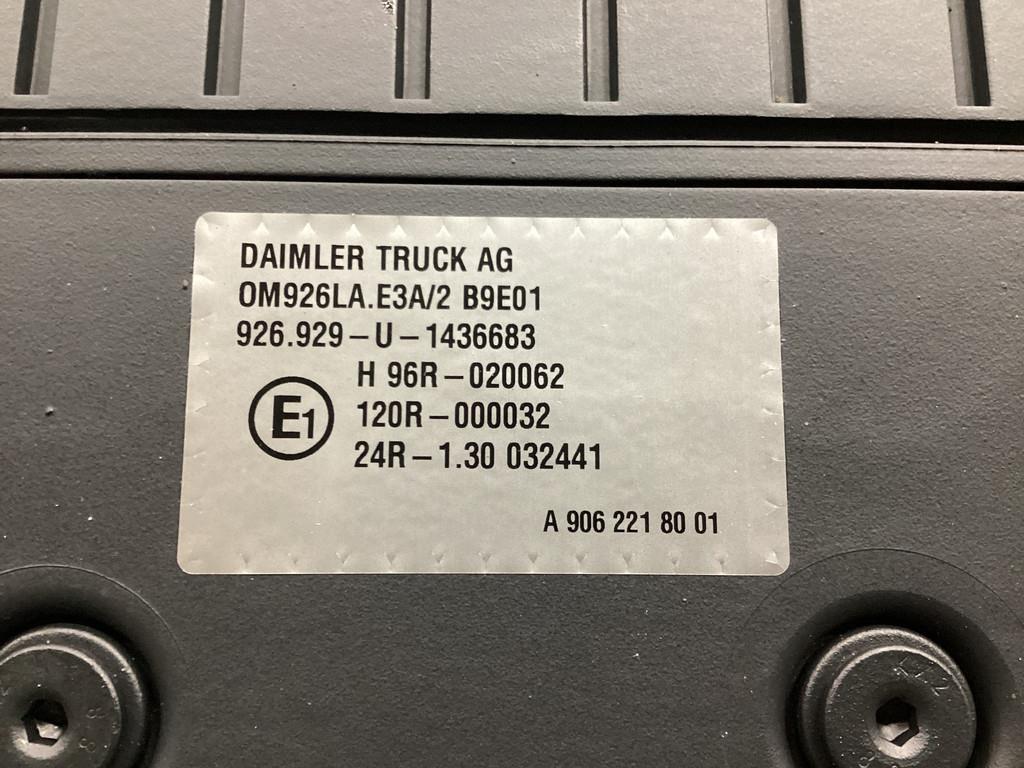 DAIMLER TRUCK AG
OM926LA.E3A/2 B9E01
926.929-U-1436683
H 96R-020062
E1 120R-000032
24R-1.30 032441
A 906 221 80 01